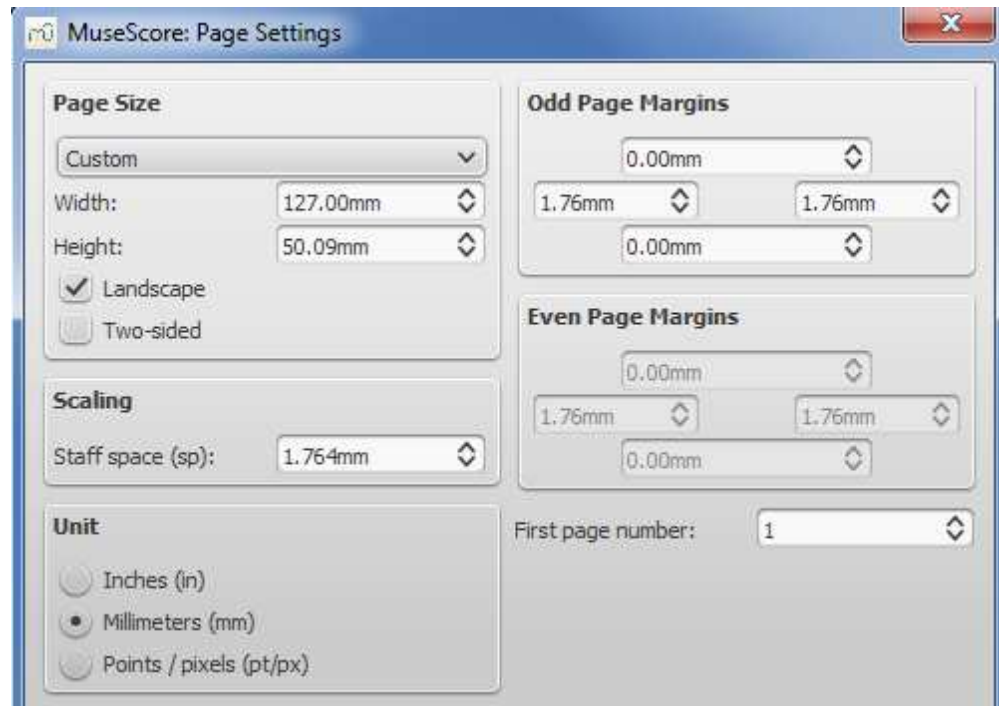 MuseScore: Page Settings
Page Size
Custom
Width: 127.00mm
Height: 50.09mm
Landscape
Two-sided
Scaling
Staff space (sp): 1.764mm
Unit
Inches (in)
Millimeters (mm)
Points / pixels (pt/px)
Odd Page Margins
0.00mm
1.76mm 1.76mm
0.00mm
Even Page Margins
0.00mm
1.76mm 1.76mm
0.00mm
First page number: 1